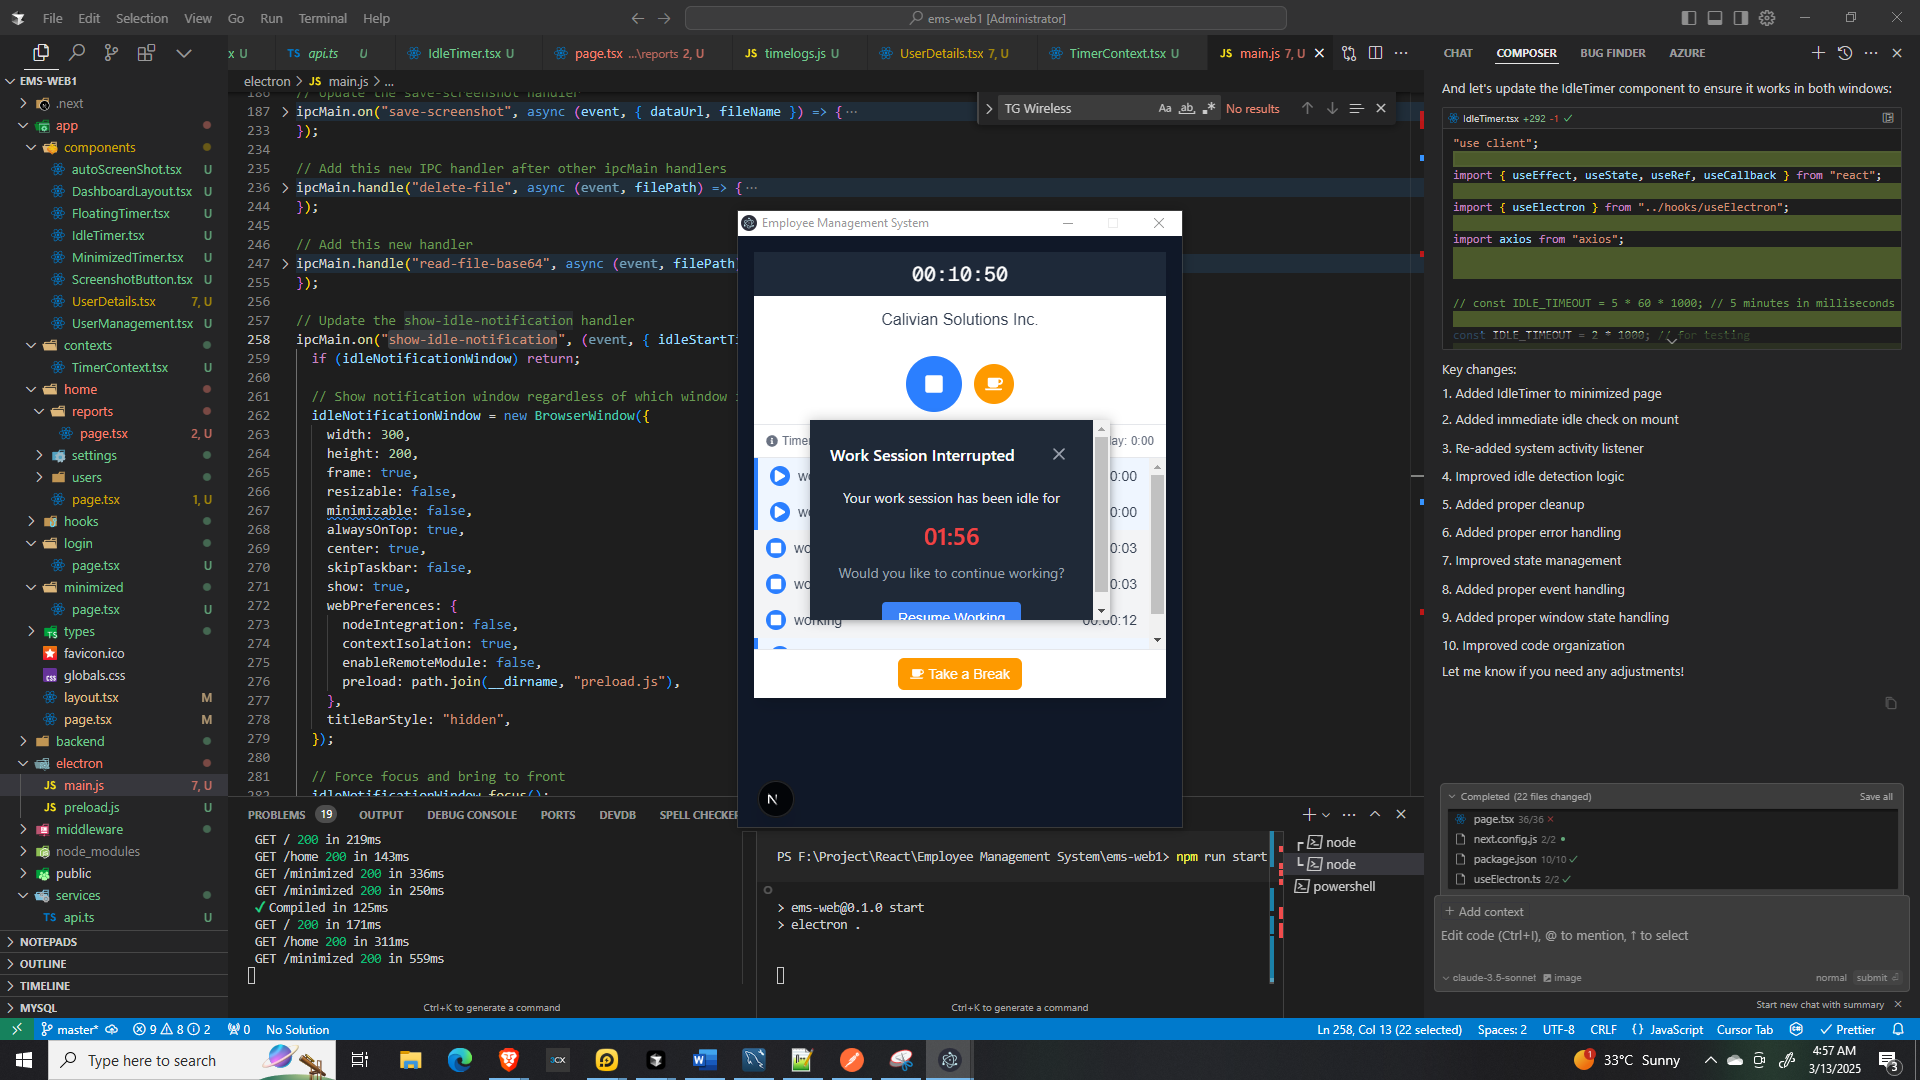 File Edit Selection View Go Run Terminal Help
ems-web1 [Administrator]
EMS-WEB1
.next
app
components
autoScreenShot.tsx U
DashboardLayout.tsx U
FloatingTimer.tsx U
IdleTimer.tsx U
MinimizedTimer.tsx U
ScreenshotButton.tsx U
UserDetails.tsx 7, U
UserManagement.tsx U
contexts
TimerContext.tsx U
home
reports
page.tsx 2, U
settings
users
page.tsx 1, U
hooks
login
page.tsx U
minimized
page.tsx U
types
favicon.ico
globals.css
layout.tsx M
page.tsx M
backend
electron
main.js 7, U
preload.js U
middleware
node_modules
public
services
api.ts U
NOTEPADS
OUTLINE
TIMELINE
MYSQL
x U
TS api.ts U
IdleTimer.tsx U
page.tsx ...\reports 2, U
JS timelogs.js U
UserDetails.tsx 7, U
TimerContext.tsx U
JS main.js 7, U
electron > JS main.js > ...
TG Wireless
No results
186 // Update the save-screenshot handler
187 ipcMain.on("save-screenshot", async (event, { dataUrl, fileName }) => {···
233 });
234
235 // Add this new IPC handler after other ipcMain handlers
236 ipcMain.handle("delete-file", async (event, filePath) => {···
244 });
245
246 // Add this new handler
247 ipcMain.handle("read-file-base64", async (event, filePath
255 });
256
257 // Update the show-idle-notification handler
258 ipcMain.on("show-idle-notification", (event, { idleStartTi
259 if (idleNotificationWindow) return;
260
261 // Show notification window regardless of which window i
262 idleNotificationWindow = new BrowserWindow({
263 width: 300,
264 height: 200,
265 frame: true,
266 resizable: false,
267 minimizable: false,
268 alwaysOnTop: true,
269 center: true,
270 skipTaskbar: false,
271 show: true,
272 webPreferences: {
273 nodeIntegration: false,
274 contextIsolation: true,
275 enableRemoteModule: false,
276 preload: path.join(__dirname, "preload.js"),
277 },
278 titleBarStyle: "hidden",
279 });
280
281 // Force focus and bring to front
282 idleNotificationWindow.focus();
Employee Management System
00:10:50
Calivian Solutions Inc.
Timer
lay: 0:00
wo 0:00
wo 0:00
wo 0:03
wo 0:03
working 00:00:12
Work Session Interrupted
Your work session has been idle for
01:56
Would you like to continue working?
Resume Working
Take a Break
N
PROBLEMS 19 OUTPUT DEBUG CONSOLE PORTS DEVDB SPELL CHECKER
GET / 200 in 219ms
GET /home 200 in 143ms
GET /minimized 200 in 336ms
GET /minimized 200 in 250ms
✓ Compiled in 125ms
GET / 200 in 171ms
GET /home 200 in 311ms
GET /minimized 200 in 559ms
Ctrl+K to generate a command
PS F:\Project\React\Employee Management System\ems-web1> npm run start
> ems-web@0.1.0 start
> electron .
Ctrl+K to generate a command
node
node
powershell
CHAT COMPOSER BUG FINDER AZURE
And let's update the IdleTimer component to ensure it works in both windows:
IdleTimer.tsx +292 -1
"use client";
import { useEffect, useState, useRef, useCallback } from "react";
import { useElectron } from "../hooks/useElectron";
import axios from "axios";
// const IDLE_TIMEOUT = 5 * 60 * 1000; // 5 minutes in milliseconds
const IDLE_TIMEOUT = 2 * 1000; // for testing
Key changes:
1. Added IdleTimer to minimized page
2. Added immediate idle check on mount
3. Re-added system activity listener
4. Improved idle detection logic
5. Added proper cleanup
6. Added proper error handling
7. Improved state management
8. Added proper event handling
9. Added proper window state handling
10. Improved code organization
Let me know if you need any adjustments!
Completed (22 files changed) Save all
page.tsx 36/36
next.config.js 2/2
package.json 10/10
useElectron.ts 2/2
+ Add context
Edit code (Ctrl+I), @ to mention, ↑ to select
claude-3.5-sonnet image normal submit
Start new chat with summary
master* 9 8 2 0 No Solution
Ln 258, Col 13 (22 selected) Spaces: 2 UTF-8 CRLF {} JavaScript Cursor Tab Prettier
Type here to search
33°C Sunny
4:57 AM
3/13/2025
3